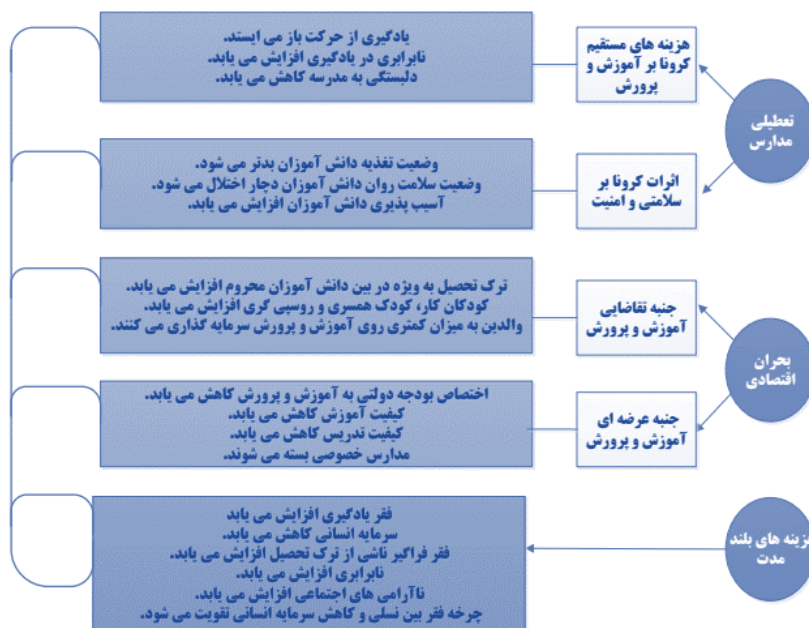 تعطیلی
مدارس
هزینه های مستقیم
کرونا بر آموزش و
پرورش
یادگیری از حرکت باز می ایستد.
نابرابری در یادگیری افزایش می یابد.
دلبستگی به مدرسه کاهش می یابد.
اثرات کرونا بر
سلامتی و امنیت
وضعیت تغذیه دانش آموزان بدتر می شود.
وضعیت سلامت روان دانش آموزان دچار اختلال می شود.
آسیب پذیری دانش آموزان افزایش می یابد.
بحران
اقتصادی
جنبه تقاضایی
آموزش و پرورش
ترک تحصیل به ویژه در بین دانش آموزان محروم افزایش می یابد.
کودکان کار، کودک همسری و روسپی گری افزایش می یابد.
والدین به میزان کمتری روی آموزش و پرورش سرمایه گذاری می کنند.
جنبه عرضه ای
آموزش و پرورش
اختصاص بودجه دولتی به آموزش و پرورش کاهش می یابد.
کیفیت آموزش کاهش می یابد.
کیفیت تدریس کاهش می یابد.
مدارس خصوصی بسته می شوند.
هزینه های بلند
مدت
فقر یادگیری افزایش می یابد
سرمایه انسانی کاهش می یابد.
فقر فراگیر ناشی از ترک تحصیل افزایش می یابد.
نابرابری افزایش می یابد.
ناآرامی های اجتماعی افزایش می یابد.
چرخه فقر بین نسلی و کاهش سرمایه انسانی تقویت می شود.